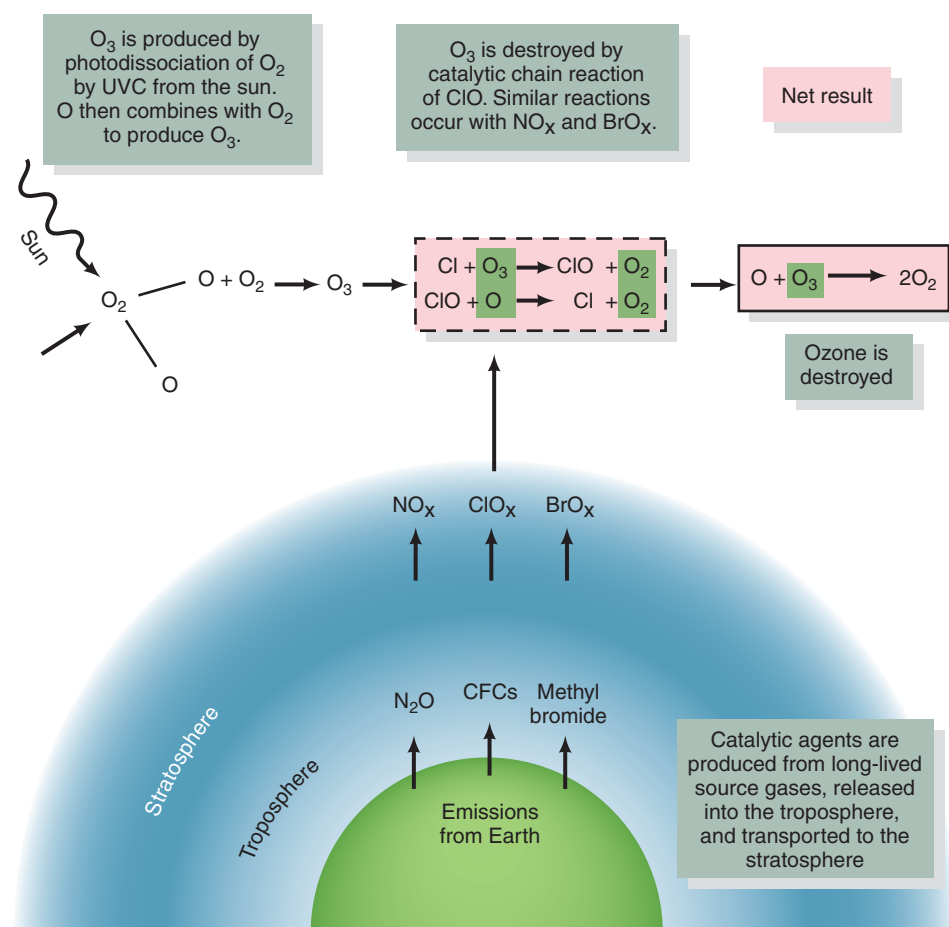 O₃ is produced by
photodissociation of O₂
by UVC from the sun.
O then combines with O₂
to produce O₃.
O₃ is destroyed by
catalytic chain reaction
of ClO. Similar reactions
occur with NOₓ and BrOₓ.
Net result
Sun
O₂
O + O₂
O₃
O
Cl + O₃ → ClO + O₂
ClO + O → Cl + O₂
O + O₃ → 2O₂
Ozone is
destroyed
NOₓ ClOₓ BrOₓ
N₂O
CFCs
Methyl
bromide
Stratosphere
Troposphere
Emissions
from Earth
Catalytic agents are
produced from long-lived
source gases, released
into the troposphere,
and transported to the
stratosphere